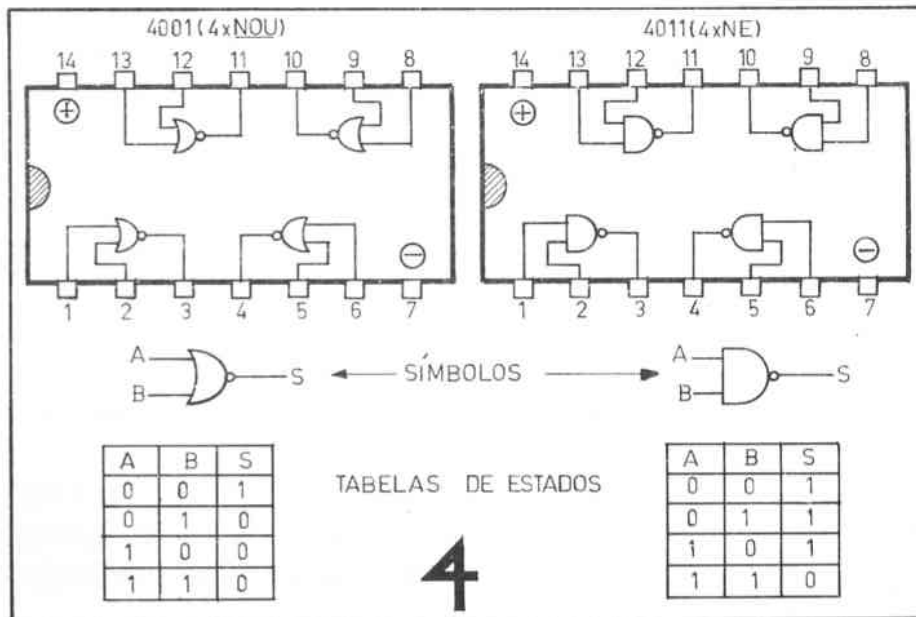 4001(4xNOU) 4011(4xNE)
14 13 12 11 10 9 8 14 13 12 11 10 9 8
+ +
− −
1 2 3 4 5 6 7 1 2 3 4 5 6 7
A B S SÍMBOLOS A B S
TABELAS DE ESTADOS
A B S
0 0 1
0 1 0
1 0 0
1 1 0
A B S
0 0 1
0 1 1
1 0 1
1 1 0
4